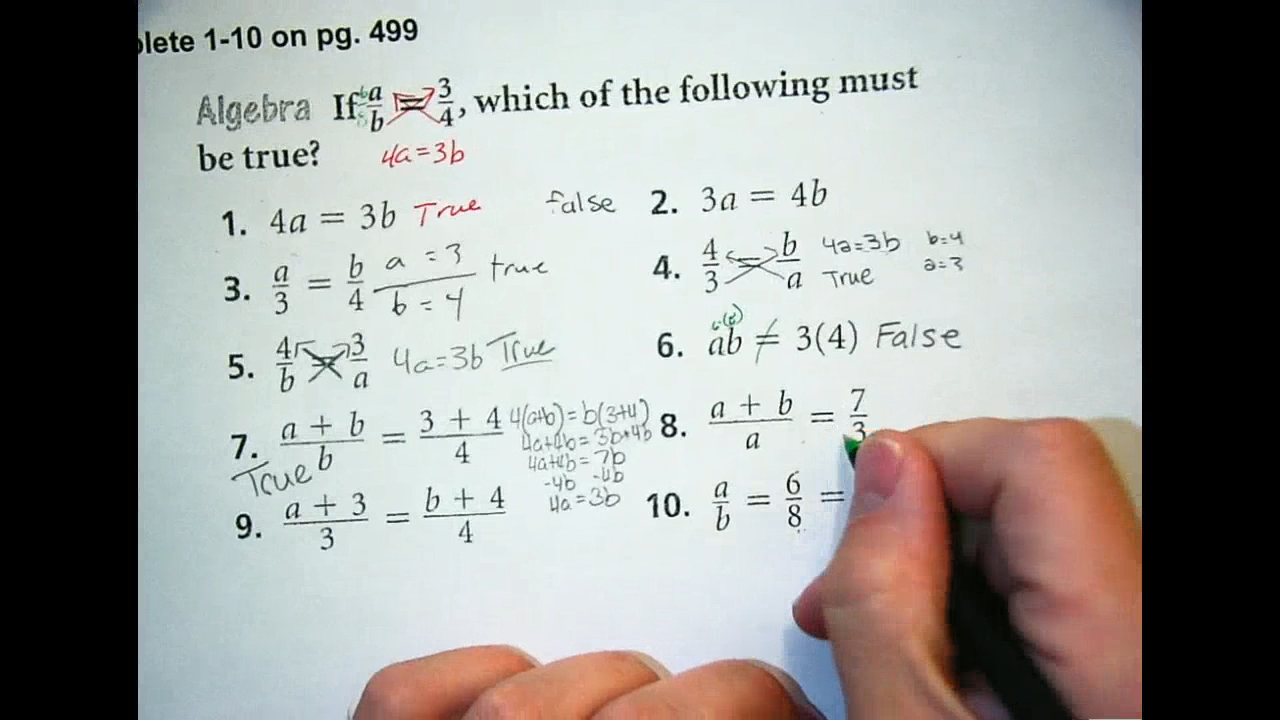 lete 1-10 on pg. 499
Algebra If a/b = 3/4, which of the following must
be true? 4a = 3b
1. 4a = 3b True
false 2. 3a = 4b
3. a/3 = b/4 a = 3 / b = 4 true
4. 4/3 = b/a 4a=3b b=4
True a=3
5. 4/b = 3/a 4a=3b True
6. ab ≠ 3(4) False
7. a + b / b = 3 + 4 / 4 4(a+b) = b(3+4)
4a+4b = 3b+4b
4a+4b = 7b
-4b -4b
4a = 3b
True
8. a + b / a = 7/3
9. a + 3 / 3 = b + 4 / 4
10. a/b = 6/8 =